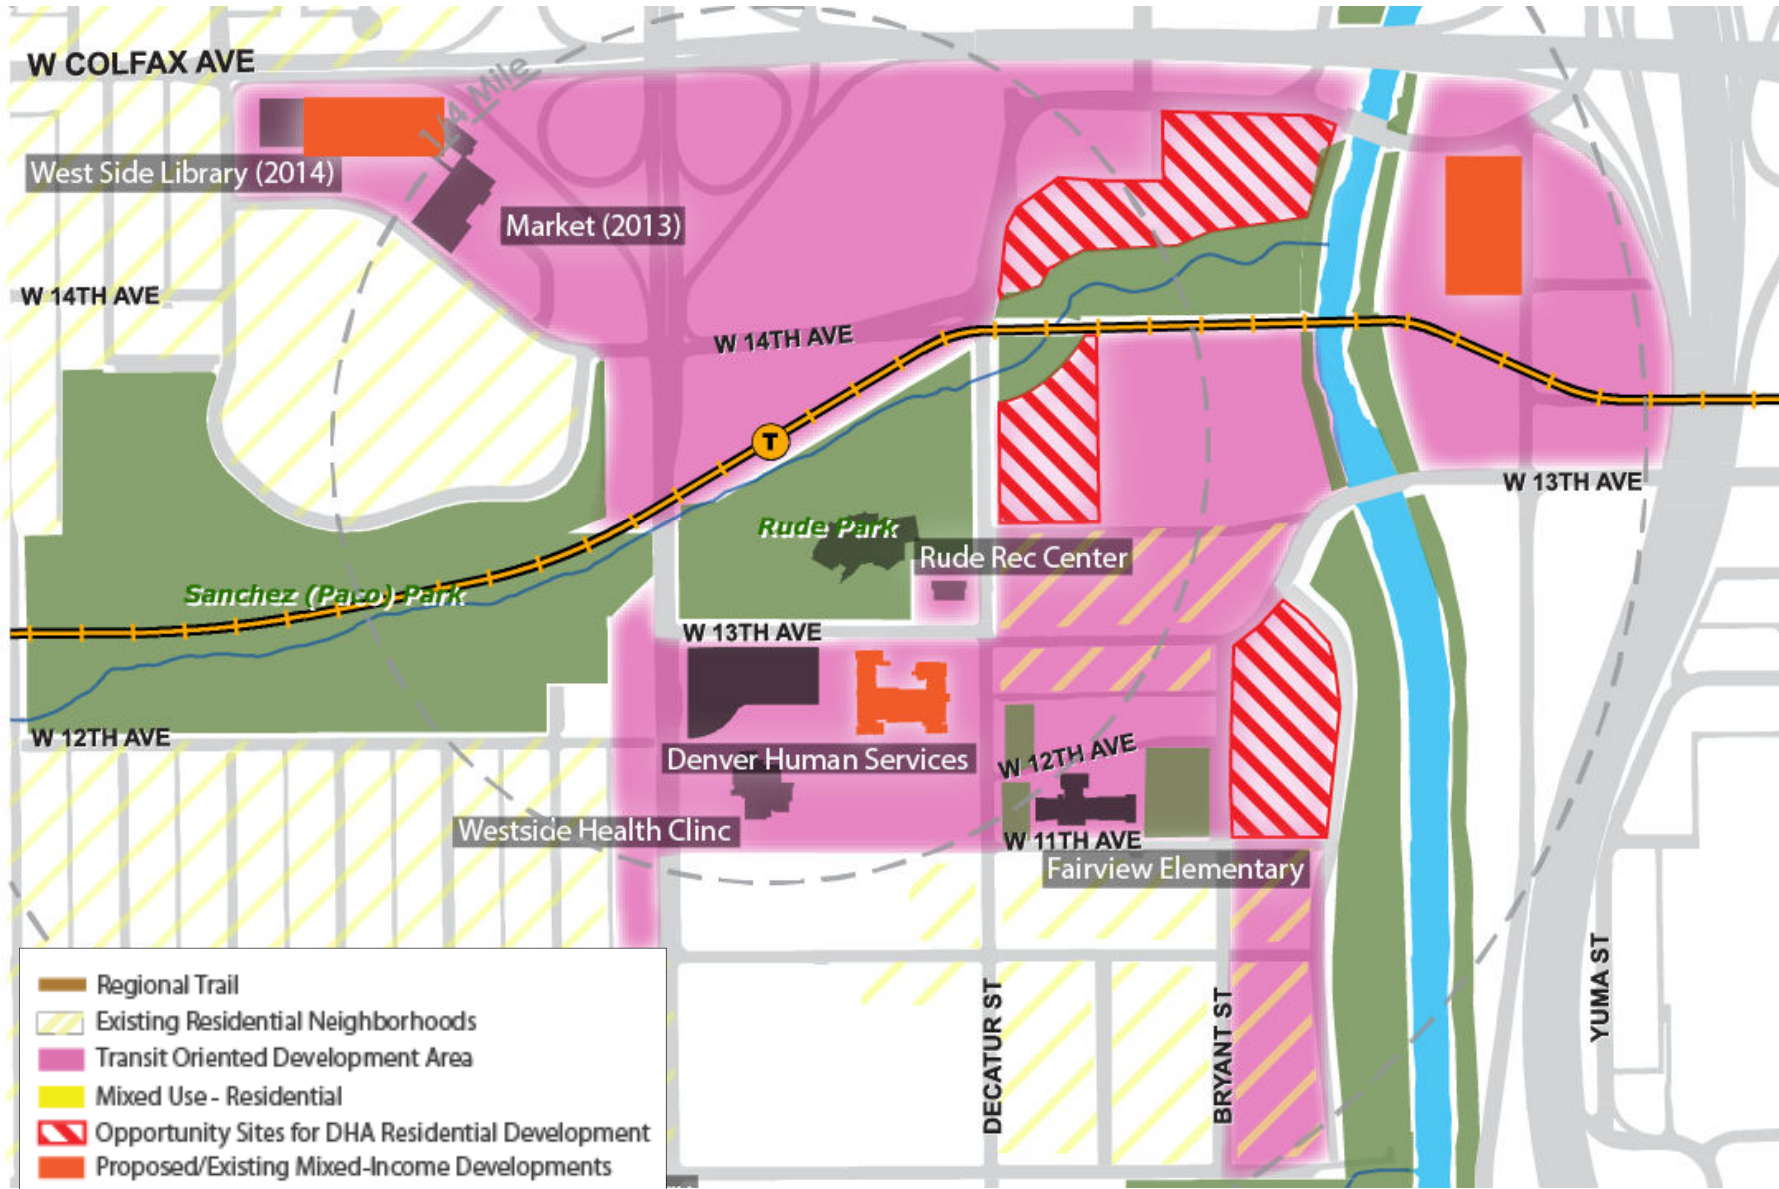 W COLFAX AVE
1/4 Mile
West Side Library (2014)
Market (2013)
W 14TH AVE
W 14TH AVE
T
W 13TH AVE
Rude Park
Rude Rec Center
Sanchez (Paco) Park
W 13TH AVE
W 12TH AVE
Denver Human Services
W 12TH AVE
Westside Health Clinc
W 11TH AVE
Fairview Elementary
DECATUR ST
BRYANT ST
YUMA ST
Regional Trail
Existing Residential Neighborhoods
Transit Oriented Development Area
Mixed Use - Residential
Opportunity Sites for DHA Residential Development
Proposed/Existing Mixed-Income Developments